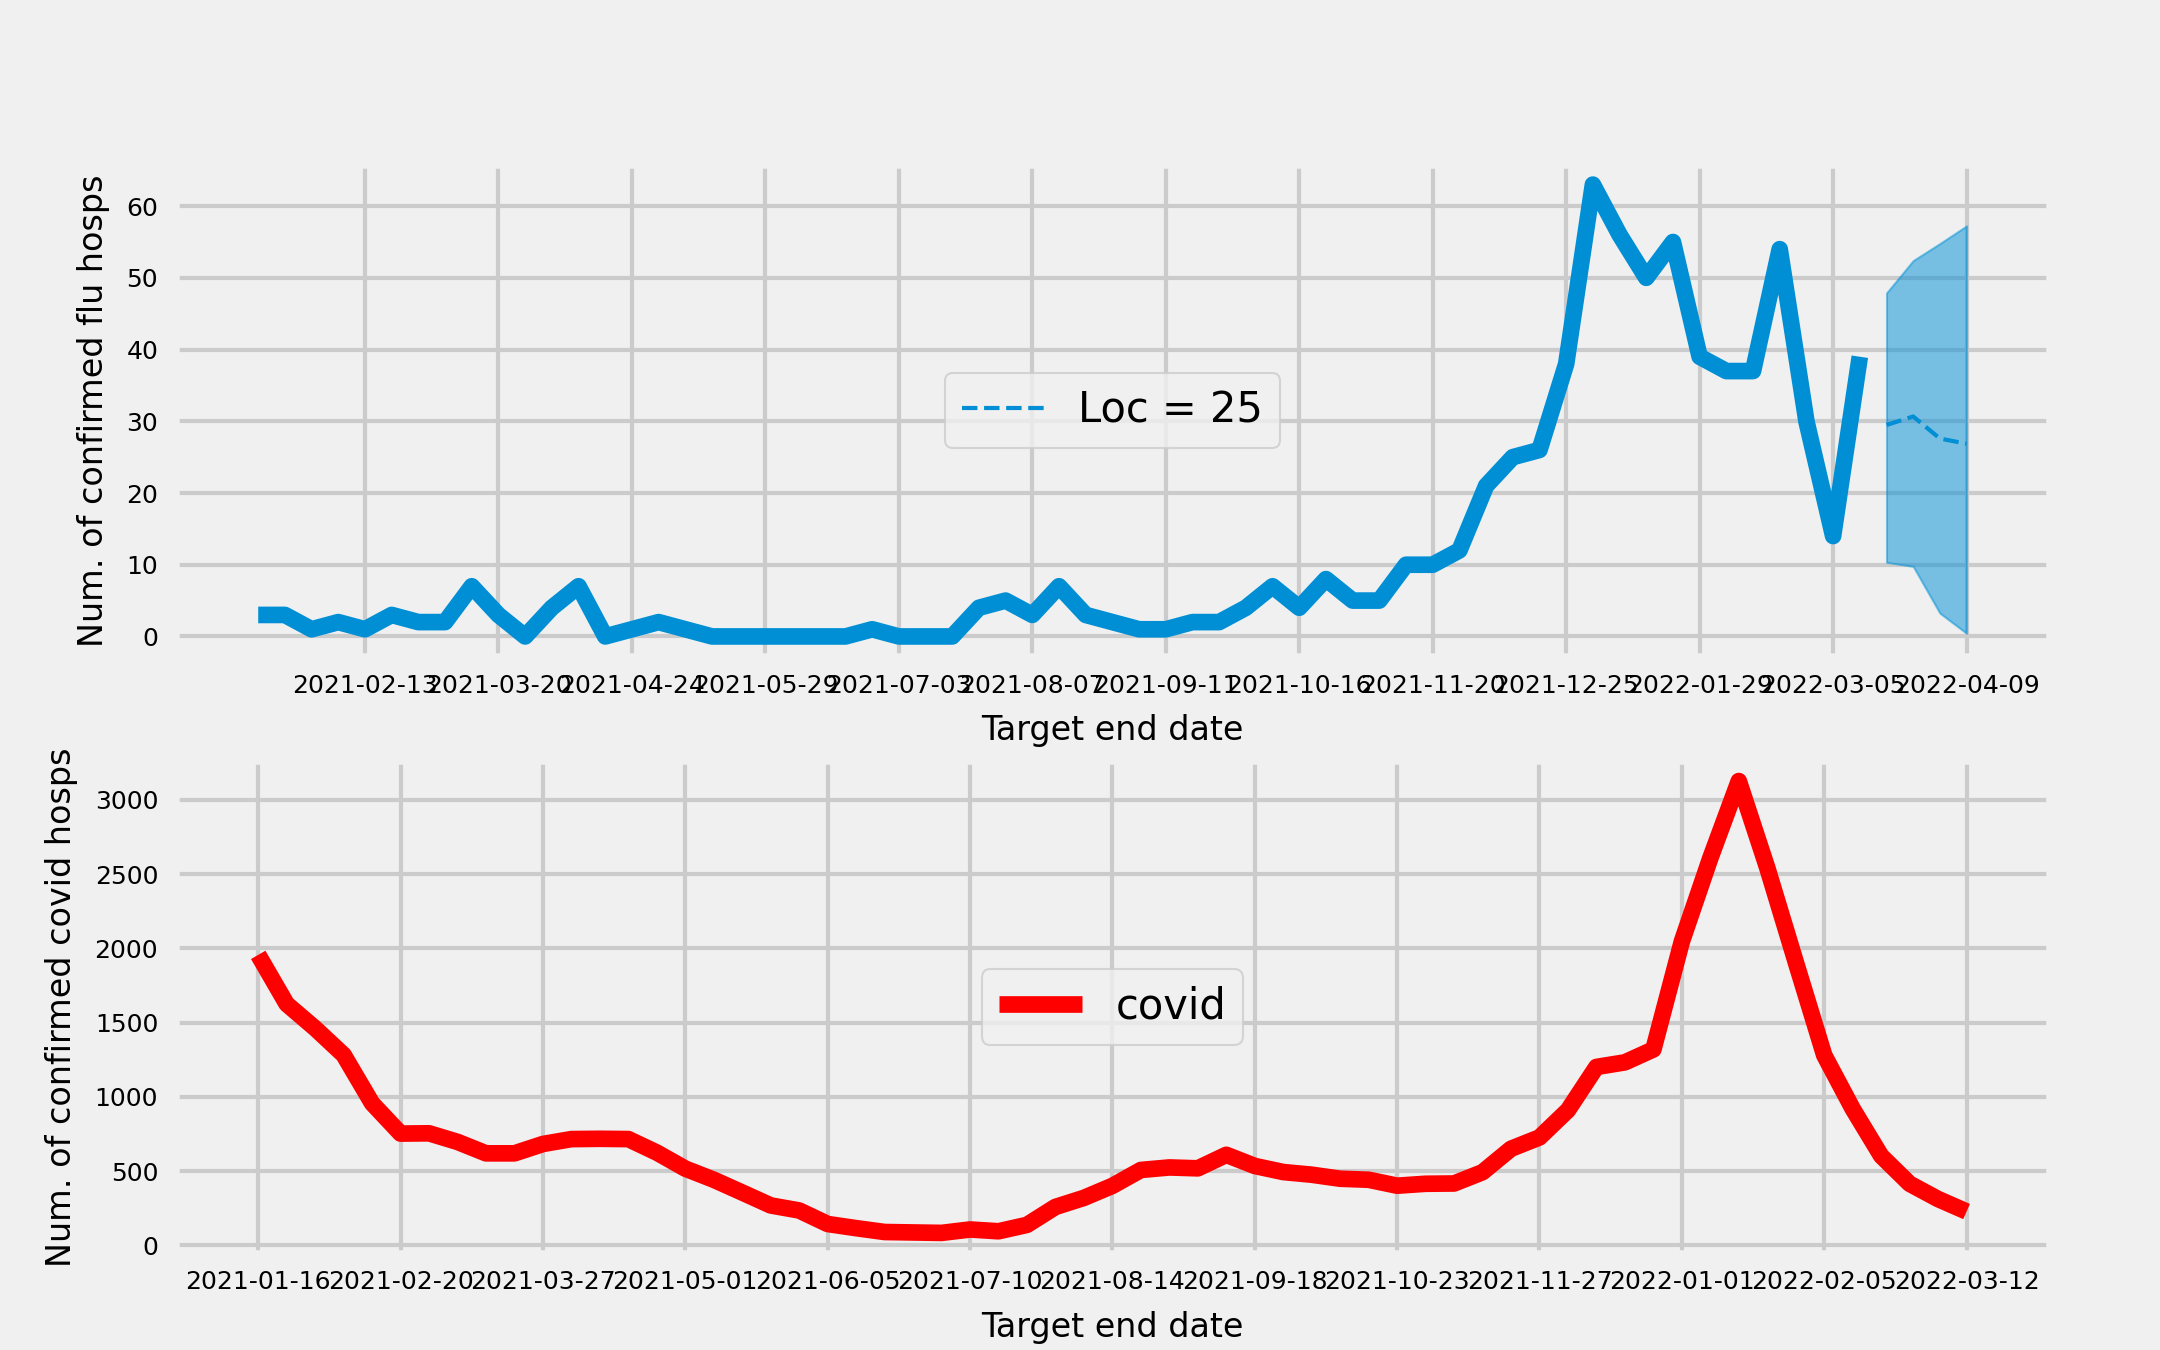 Num. of confirmed flu hosps
60
50
40
30
20
10
0
Loc = 25
2021-02-13 2021-03-20 2021-04-24 2021-05-29 2021-07-03 2021-08-07 2021-09-11 2021-10-16 2021-11-20 2021-12-25 2022-01-29 2022-03-05 2022-04-09
Target end date
Num. of confirmed covid hosps
3000
2500
2000
1500
1000
500
0
covid
2021-01-16 2021-02-20 2021-03-27 2021-05-01 2021-06-05 2021-07-10 2021-08-14 2021-09-18 2021-10-23 2021-11-27 2022-01-01 2022-02-05 2022-03-12
Target end date